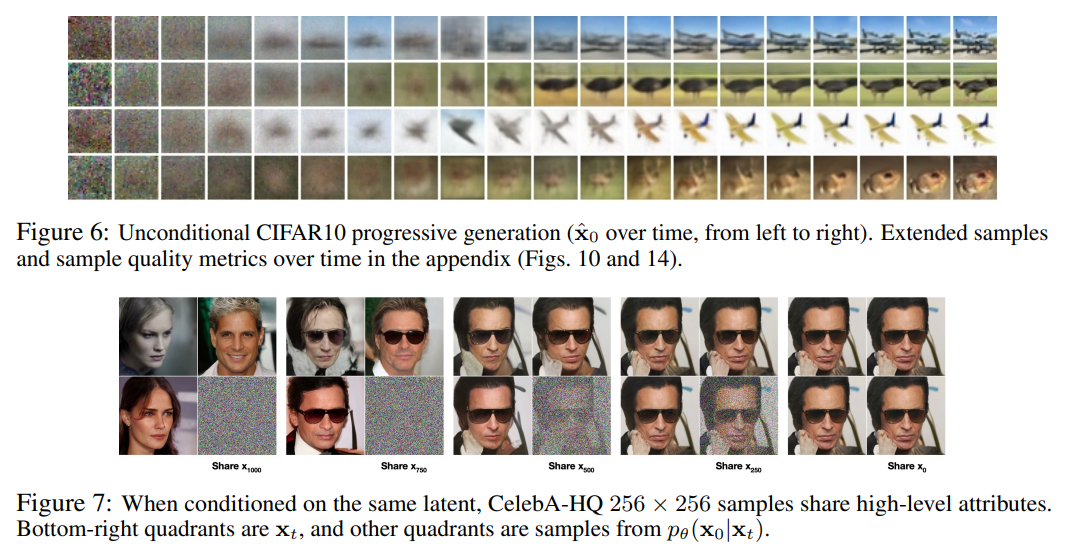 Figure 6: Unconditional CIFAR10 progressive generation (x̂₀ over time, from left to right). Extended samples
and sample quality metrics over time in the appendix (Figs. 10 and 14).
Share x₁₀₀₀ Share x₇₅₀ Share x₅₀₀ Share x₂₅₀ Share x₀
Figure 7: When conditioned on the same latent, CelebA-HQ 256 × 256 samples share high-level attributes.
Bottom-right quadrants are xₜ, and other quadrants are samples from pθ(x₀|xₜ).